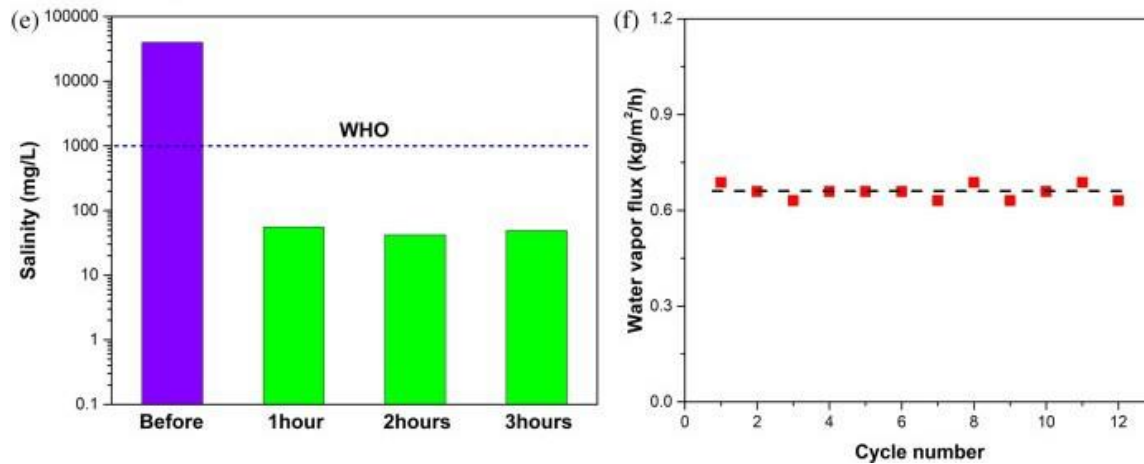 (e)
Salinity (mg/L)
100000
10000
1000
100
10
1
0.1
WHO
Before 1hour 2hours 3hours
(f)
Water vapor flux (kg/m²/h)
1.2
0.9
0.6
0.3
0.0
0 2 4 6 8 10 12
Cycle number